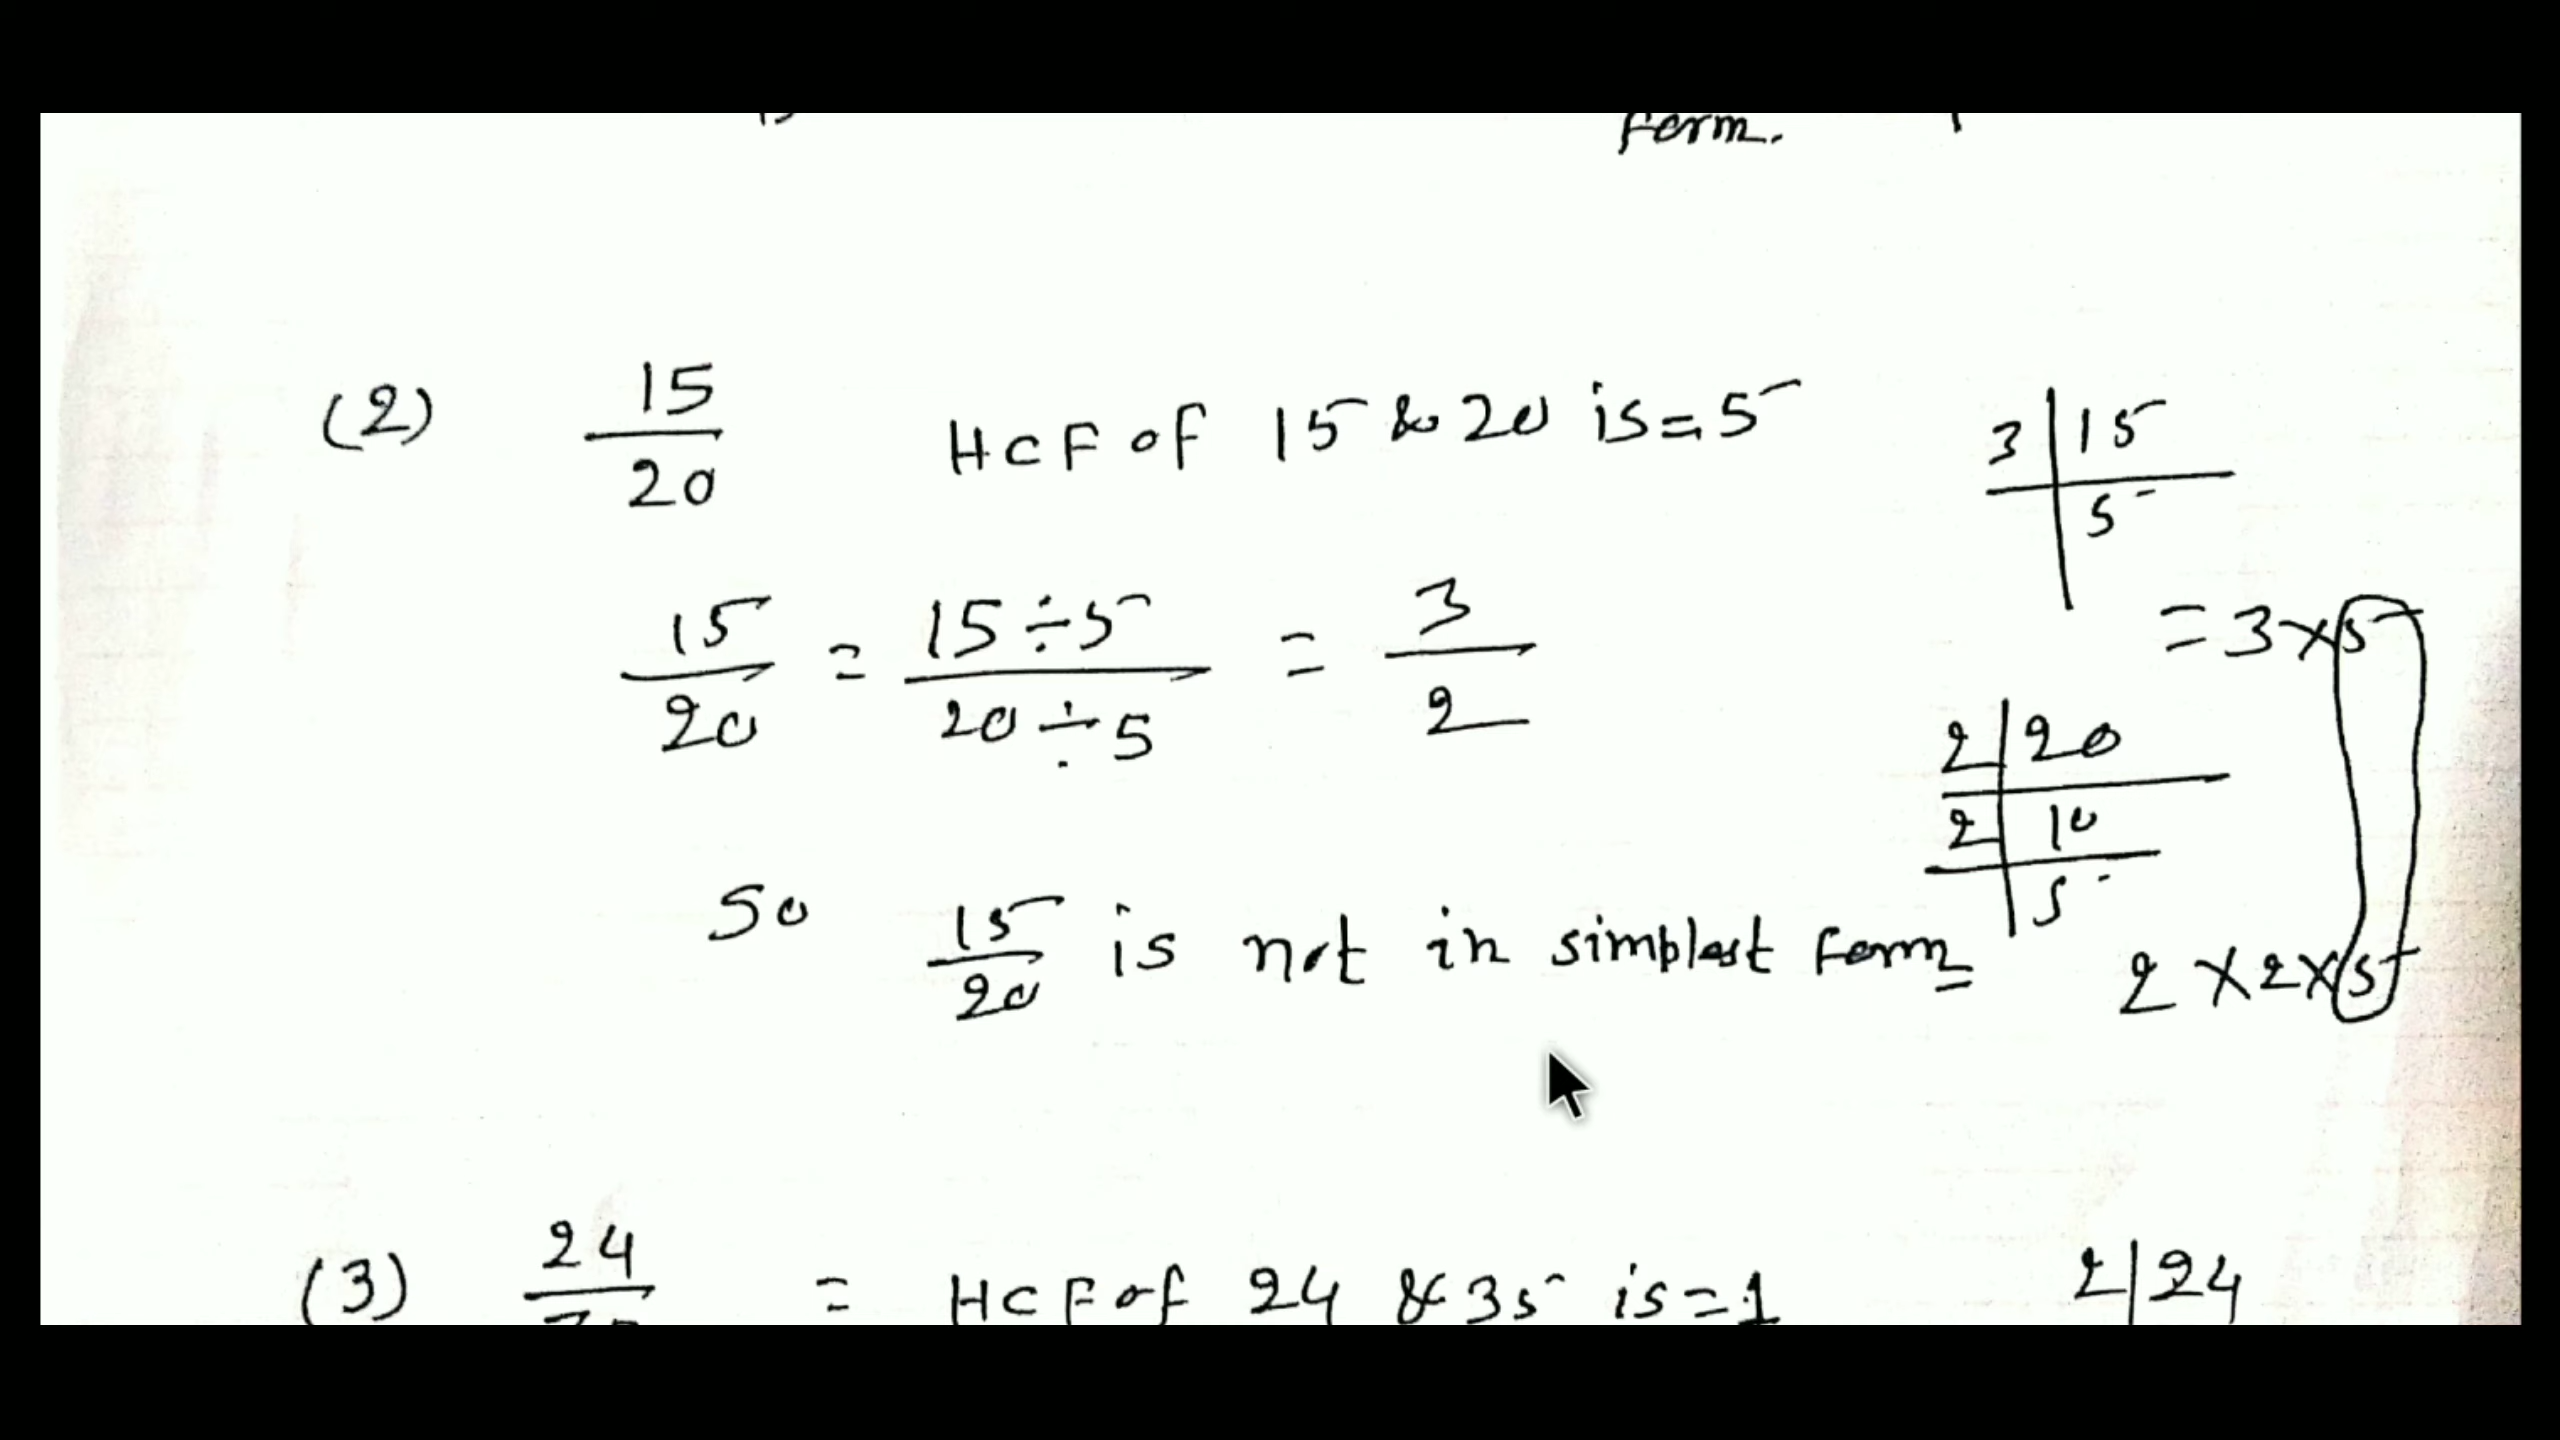 Form.
(2) 15/20 HCF of 15 & 20 is = 5
3 | 15
5
15/20 = 15÷5/20÷5 = 3/2
= 3×5
2 | 20
2 | 10
5
So 15/20 is not in simplest form
2×2×5
(3) 24/ = HCF of 24 & 35 is = 1
2 | 24